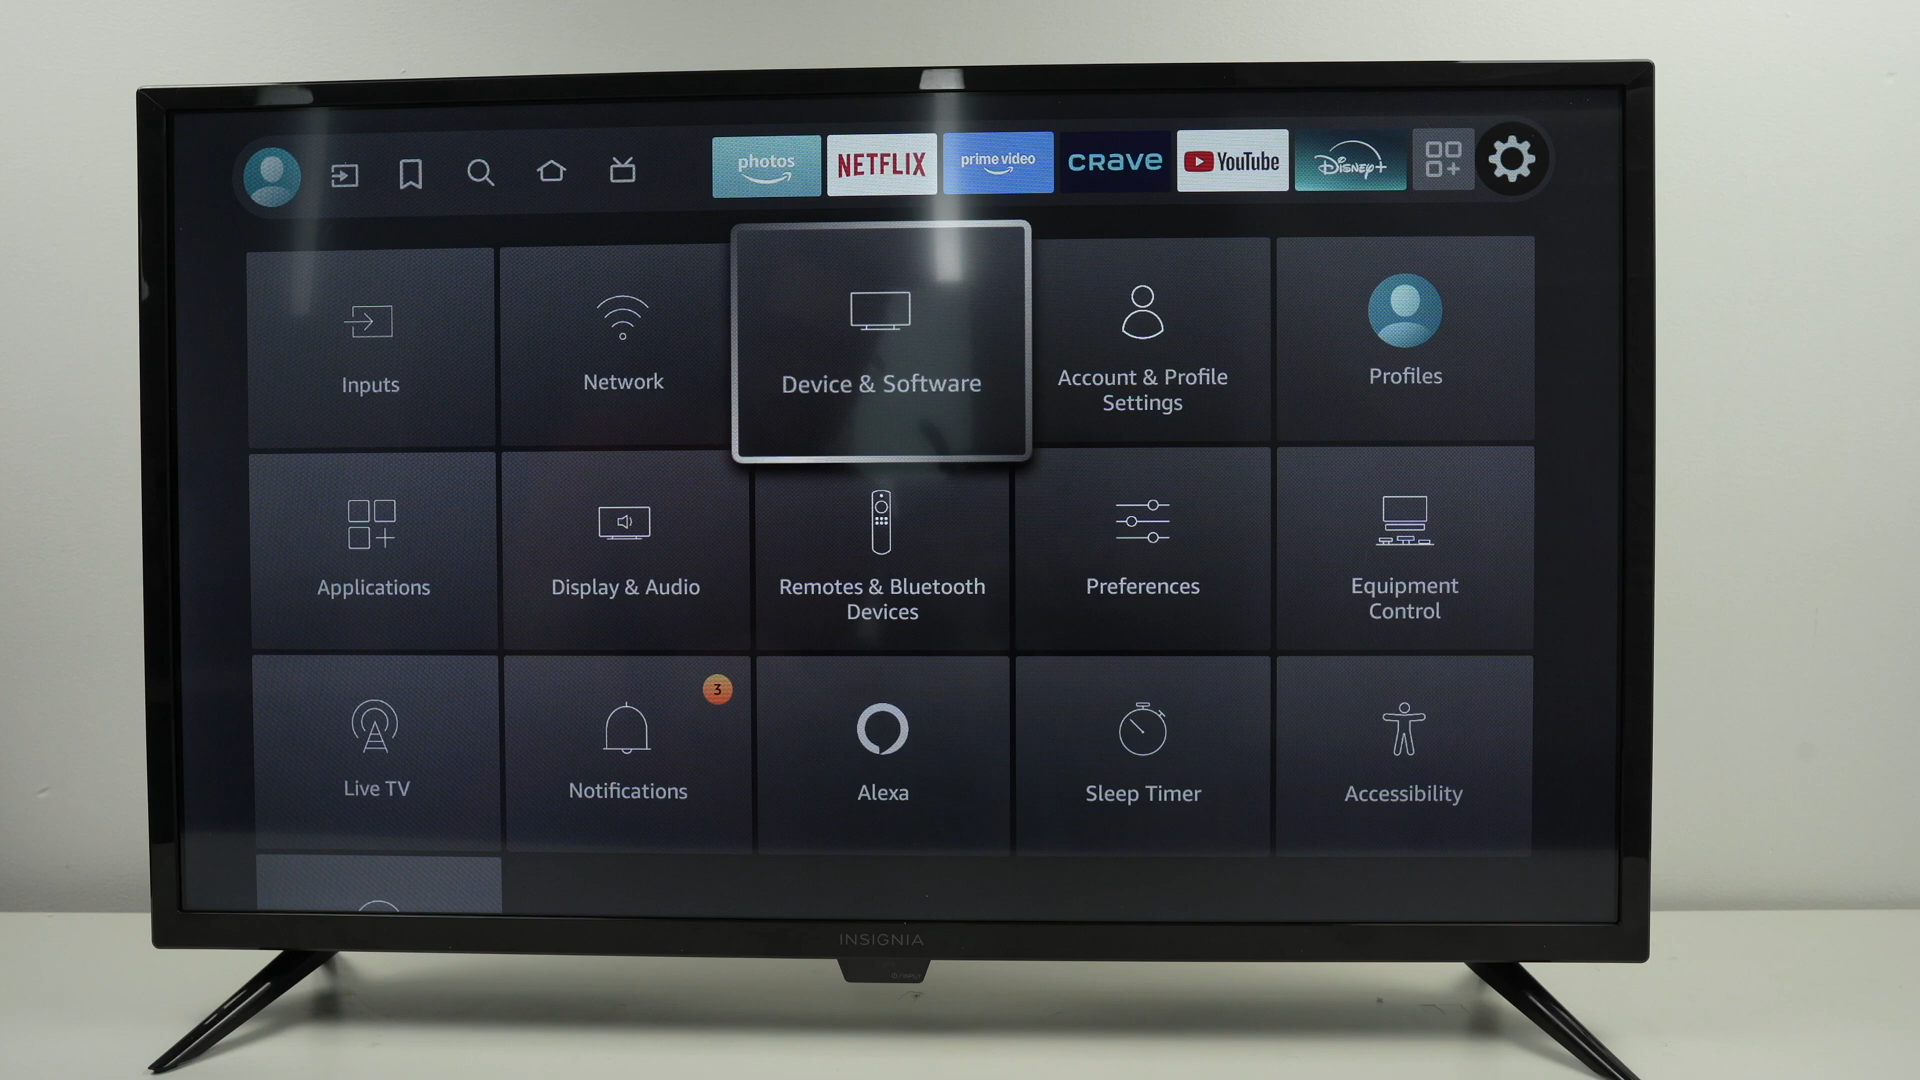 photos
NETFLIX
prime video
CRAVE
YouTube
Disney+
Inputs
Network
Device & Software
Account & Profile
Settings
Profiles
Applications
Display & Audio
Remotes & Bluetooth
Devices
Preferences
Equipment
Control
Live TV
3
Notifications
Alexa
Sleep Timer
Accessibility
INSIGNIA